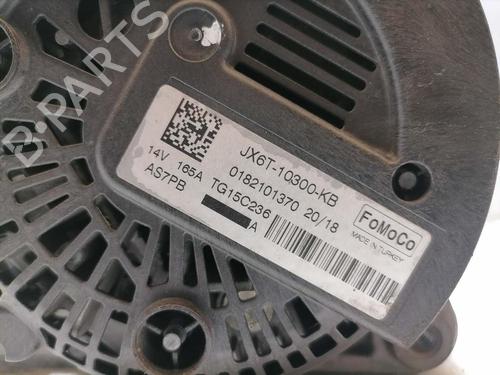 B-PARTS
JX6T-10300-KB
14V 165A 0182101370 20/18
AS7PB TG15C236
A
FoMoCo
MADE IN TURKEY